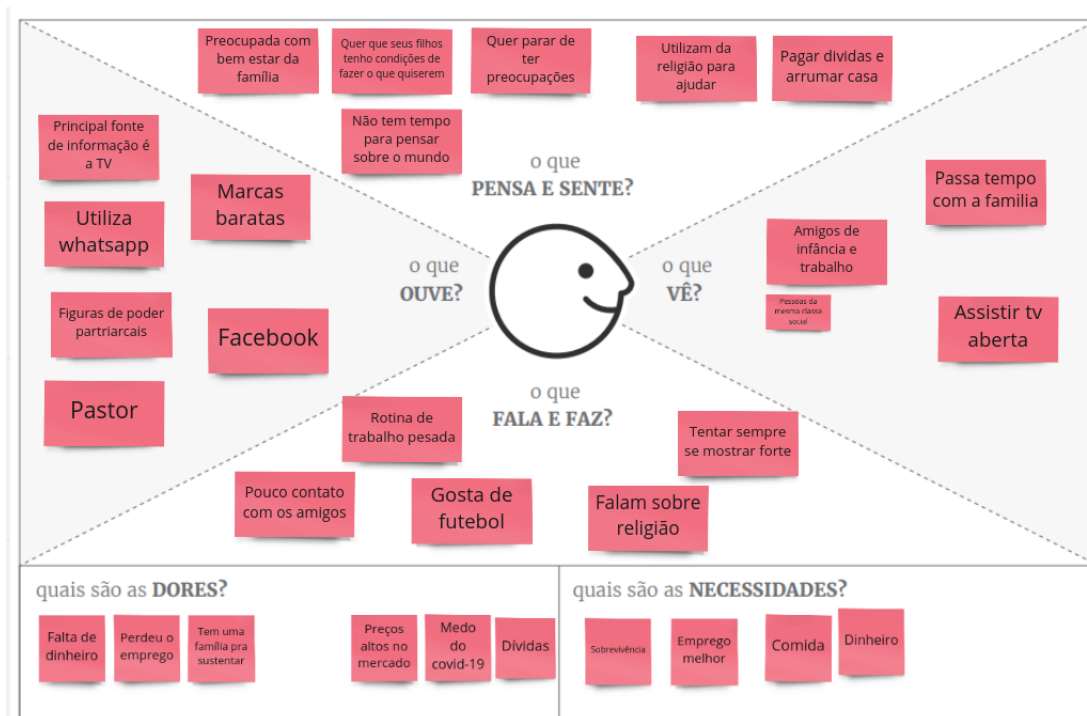 Preocupada com
bem estar da
família
Quer que seus filhos
tenho condições de
fazer o que quiserem
Quer parar de
ter
preocupações
Utilizam da
religião para
ajudar
Pagar dividas e
arrumar casa
Não tem tempo
para pensar
sobre o mundo
o que
PENSA E SENTE?
Principal fonte
de informação é
a TV
Marcas
baratas
Utiliza
whatsapp
Figuras de poder
partriarcais
Facebook
Pastor
o que
OUVE?
o que
VÊ?
Passa tempo
com a familia
Amigos de
infância e
trabalho
Pessoas da
mesma classe
social
Assistir tv
aberta
o que
FALA E FAZ?
Rotina de
trabalho pesada
Tentar sempre
se mostrar forte
Pouco contato
com os amigos
Gosta de
futebol
Falam sobre
religião
quais são as DORES?
Falta de
dinheiro
Perdeu o
emprego
Tem uma
família pra
sustentar
Preços
altos no
mercado
Medo
do
covid-19
Dívidas
quais são as NECESSIDADES?
Sobrevivência
Emprego
melhor
Comida
Dinheiro